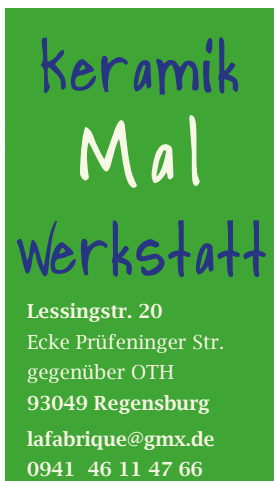 Keramik
Mal
Werkstatt
Lessingstr. 20
Ecke Prüfeninger Str.
gegenüber OTH
93049 Regensburg
lafabrique@gmx.de
0941 46 11 47 66